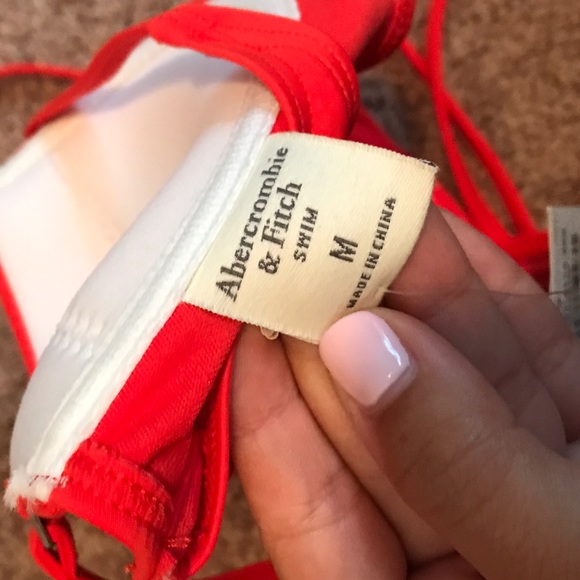 Abercrombie
& Fitch
SWIM
M
MADE IN CHINA